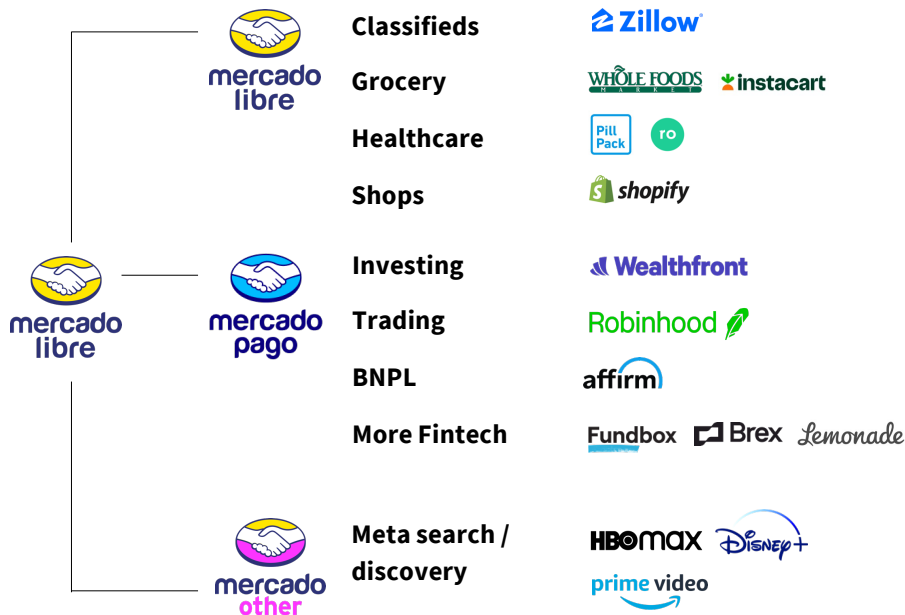 mercado
libre
mercado
libre
Classifieds
Zillow
Grocery
WHOLE FOODS
MARKET
instacart
Healthcare
Pill
Pack
ro
Shops
S shopify
mercado
pago
Investing
Wealthfront
Trading
Robinhood
BNPL
affirm
More Fintech
Fundbox
Brex
Lemonade
mercado
other
Meta search /
discovery
HBOMAX
Disney+
prime video